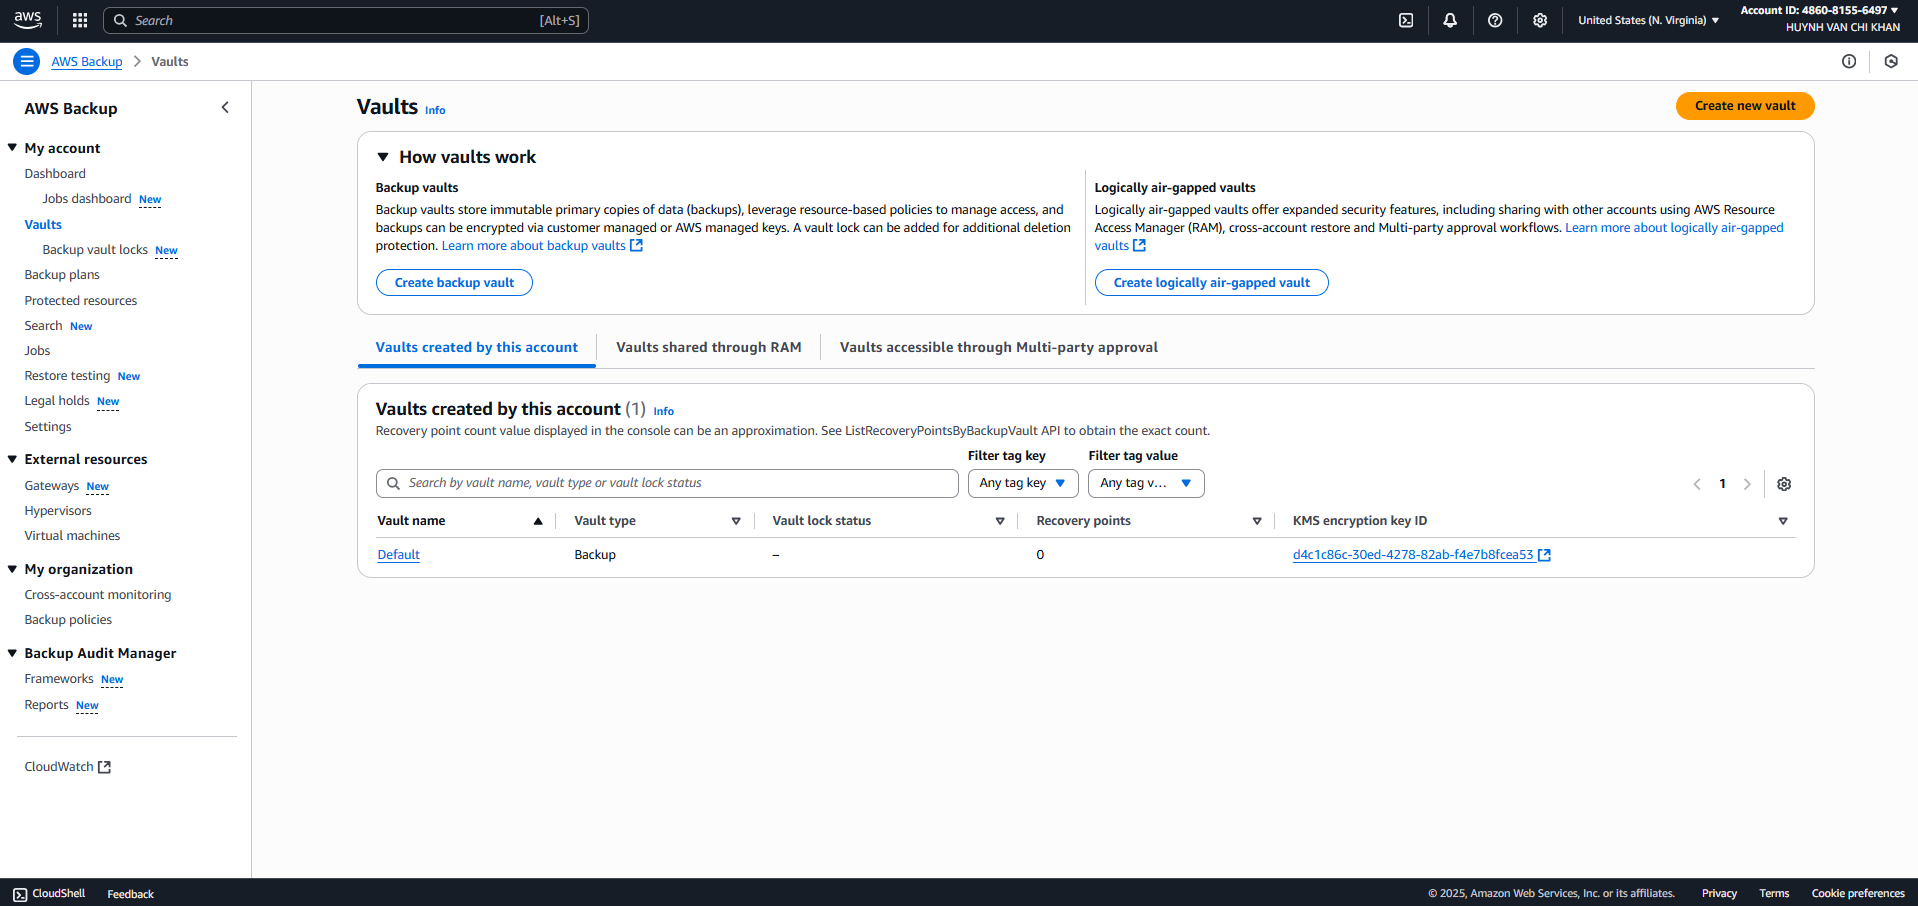 aws
Search [Alt+S]
United States (N. Virginia)
Account ID: 4860-8155-6497
HUYNH VAN CHI KHAN
AWS Backup > Vaults
AWS Backup
My account
Dashboard
Jobs dashboard New
Vaults
Backup vault locks New
Backup plans
Protected resources
Search New
Jobs
Restore testing New
Legal holds New
Settings
External resources
Gateways New
Hypervisors
Virtual machines
My organization
Cross-account monitoring
Backup policies
Backup Audit Manager
Frameworks New
Reports New
CloudWatch
Vaults Info
Create new vault
How vaults work
Backup vaults
Backup vaults store immutable primary copies of data (backups), leverage resource-based policies to manage access, and
backups can be encrypted via customer managed or AWS managed keys. A vault lock can be added for additional deletion
protection. Learn more about backup vaults
Create backup vault
Logically air-gapped vaults
Logically air-gapped vaults offer expanded security features, including sharing with other accounts using AWS Resource
Access Manager (RAM), cross-account restore and Multi-party approval workflows. Learn more about logically air-gapped
vaults
Create logically air-gapped vault
Vaults created by this account
Vaults shared through RAM
Vaults accessible through Multi-party approval
Vaults created by this account (1) Info
Recovery point count value displayed in the console can be an approximation. See ListRecoveryPointsByBackupVault API to obtain the exact count.
Filter tag key
Filter tag value
Search by vault name, vault type or vault lock status
Any tag key
Any tag v...
1
Vault name
Vault type
Vault lock status
Recovery points
KMS encryption key ID
Default
Backup
–
0
d4c1c86c-30ed-4278-82ab-f4e7b8fcea53
CloudShell
Feedback
© 2025, Amazon Web Services, Inc. or its affiliates.
Privacy
Terms
Cookie preferences